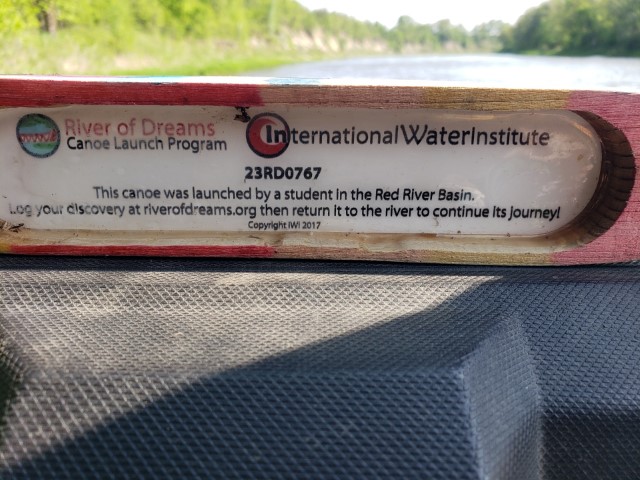 River of Dreams
Canoe Launch Program
InternationalWaterInstitute
23RD0767
This canoe was launched by a student in the Red River Basin.
Log your discovery at riverofdreams.org then return it to the river to continue its journey!
Copyright IWI 2017